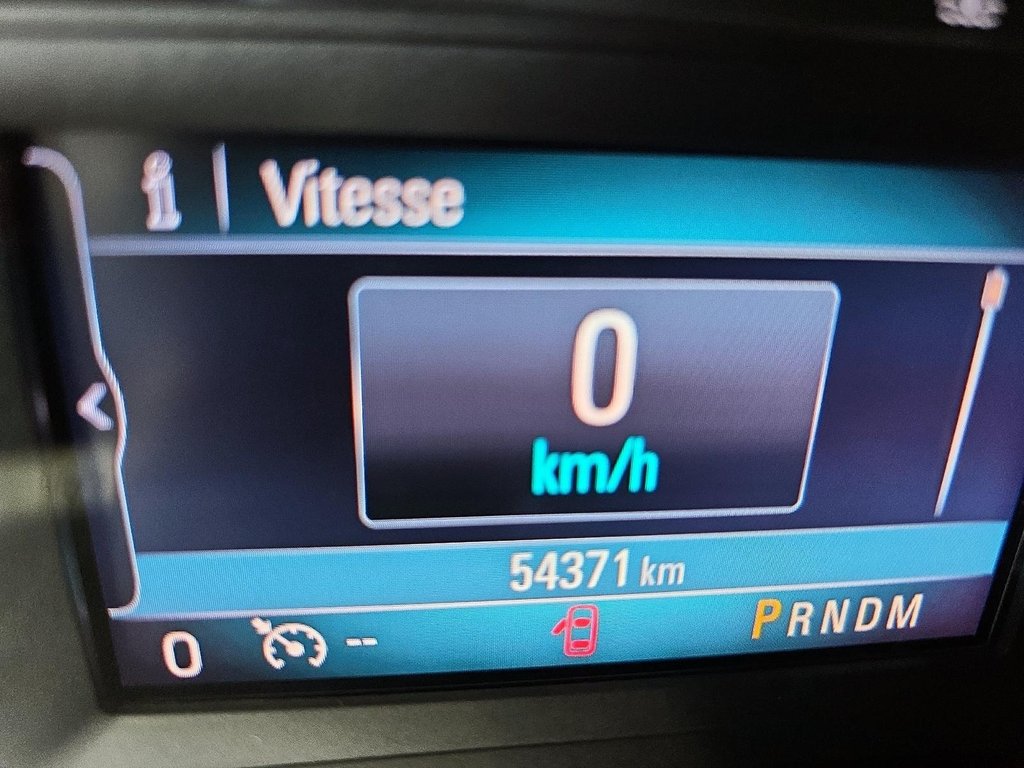 i | Vitesse
0
km/h
54371 km
0 -- PRNDM